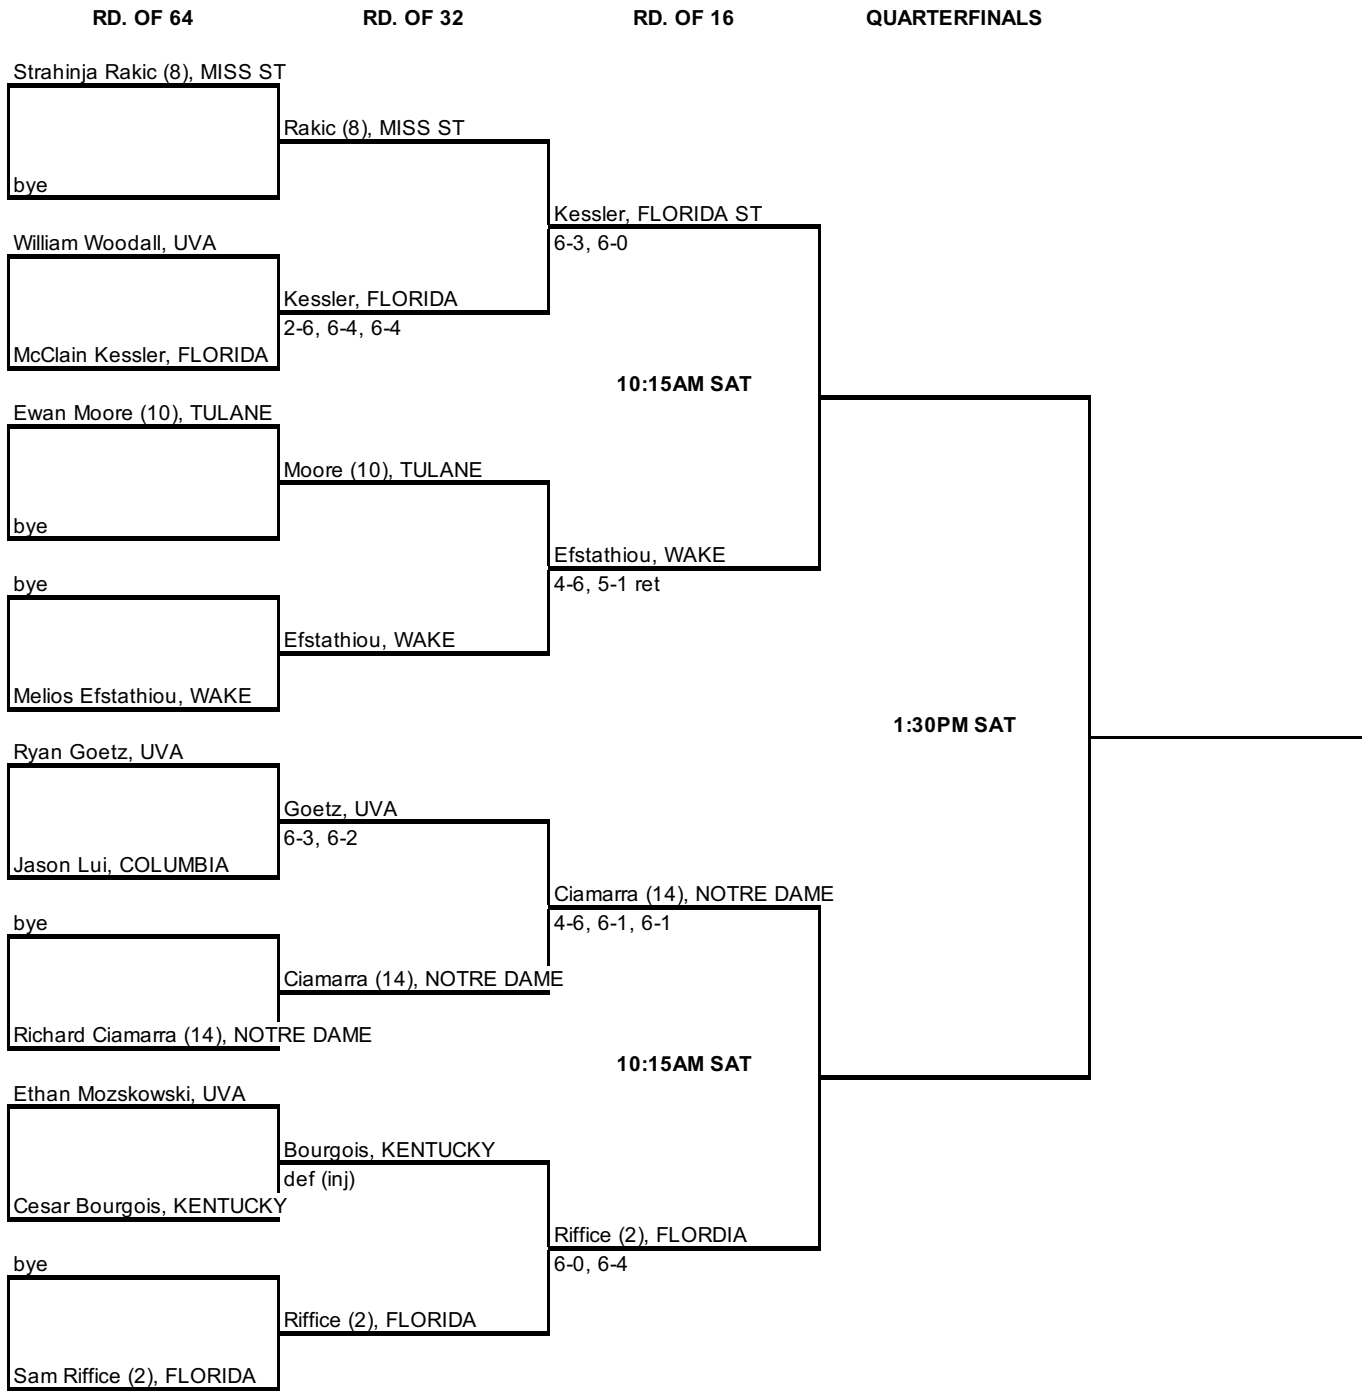 RD. OF 64 RD. OF 32 RD. OF 16 QUARTERFINALS
Strahinja Rakic (8), MISS ST
Rakic (8), MISS ST
bye
Kessler, FLORIDA ST
William Woodall, UVA
6-3, 6-0
Kessler, FLORIDA
2-6, 6-4, 6-4
McClain Kessler, FLORIDA
10:15AM SAT
Ewan Moore (10), TULANE
Moore (10), TULANE
bye
Efstathiou, WAKE
bye
4-6, 5-1 ret
Efstathiou, WAKE
Melios Efstathiou, WAKE
1:30PM SAT
Ryan Goetz, UVA
Goetz, UVA
6-3, 6-2
Jason Lui, COLUMBIA
Ciamarra (14), NOTRE DAME
bye
4-6, 6-1, 6-1
Ciamarra (14), NOTRE DAME
Richard Ciamarra (14), NOTRE DAME
10:15AM SAT
Ethan Mozskowski, UVA
Bourgois, KENTUCKY
def (inj)
Cesar Bourgois, KENTUCKY
Riffice (2), FLORDIA
bye
6-0, 6-4
Riffice (2), FLORIDA
Sam Riffice (2), FLORIDA